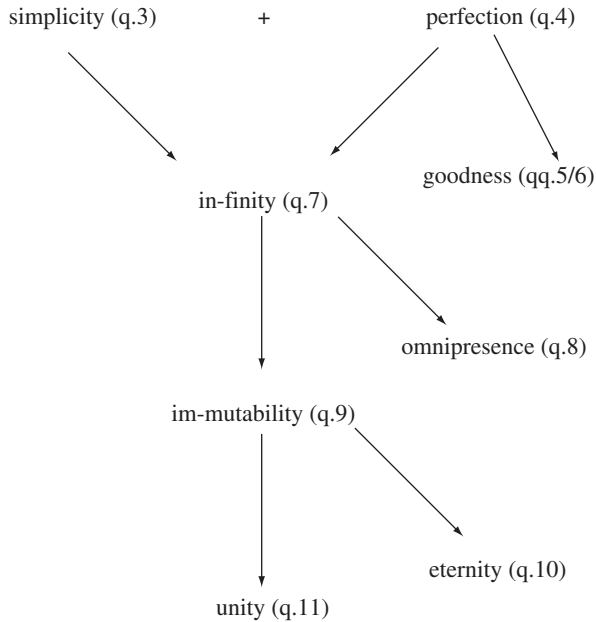 simplicity (q.3) + perfection (q.4)
goodness (qq.5/6)
in-finity (q.7)
omnipresence (q.8)
im-mutability (q.9)
eternity (q.10)
unity (q.11)